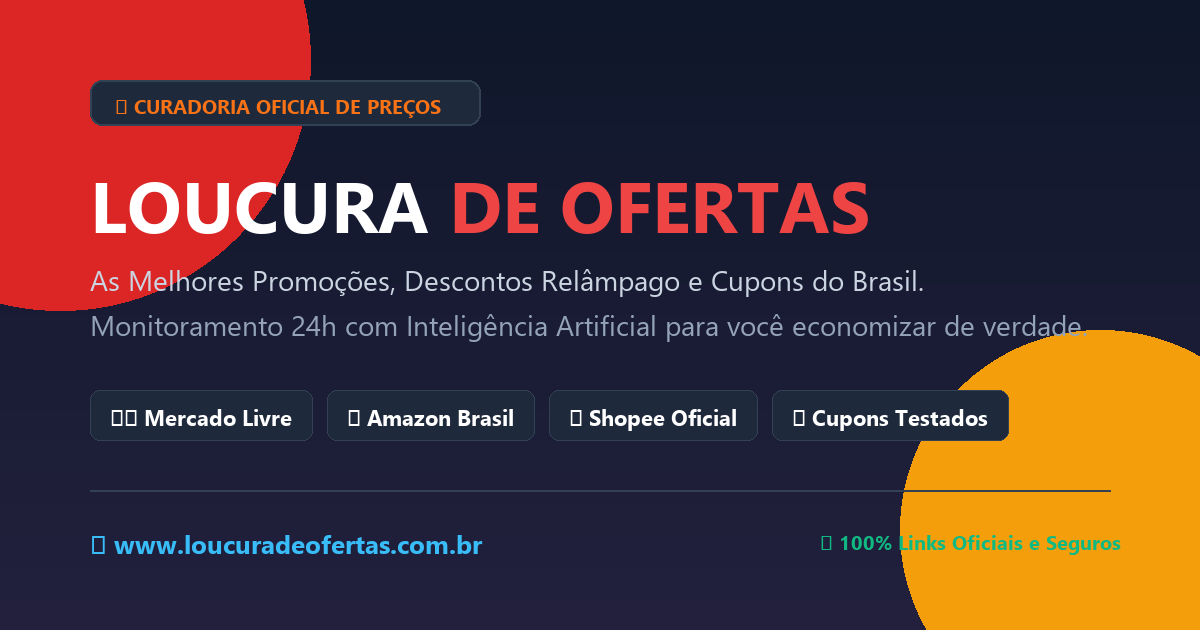 CURADORIA OFICIAL DE PREÇOS
LOUCURA DE OFERTAS
As Melhores Promoções, Descontos Relâmpago e Cupons do Brasil.
Monitoramento 24h com Inteligência Artificial para você economizar de verdade.
Mercado Livre
Amazon Brasil
Shopee Oficial
Cupons Testados
www.loucuradeofertas.com.br
100% Links Oficiais e Seguros